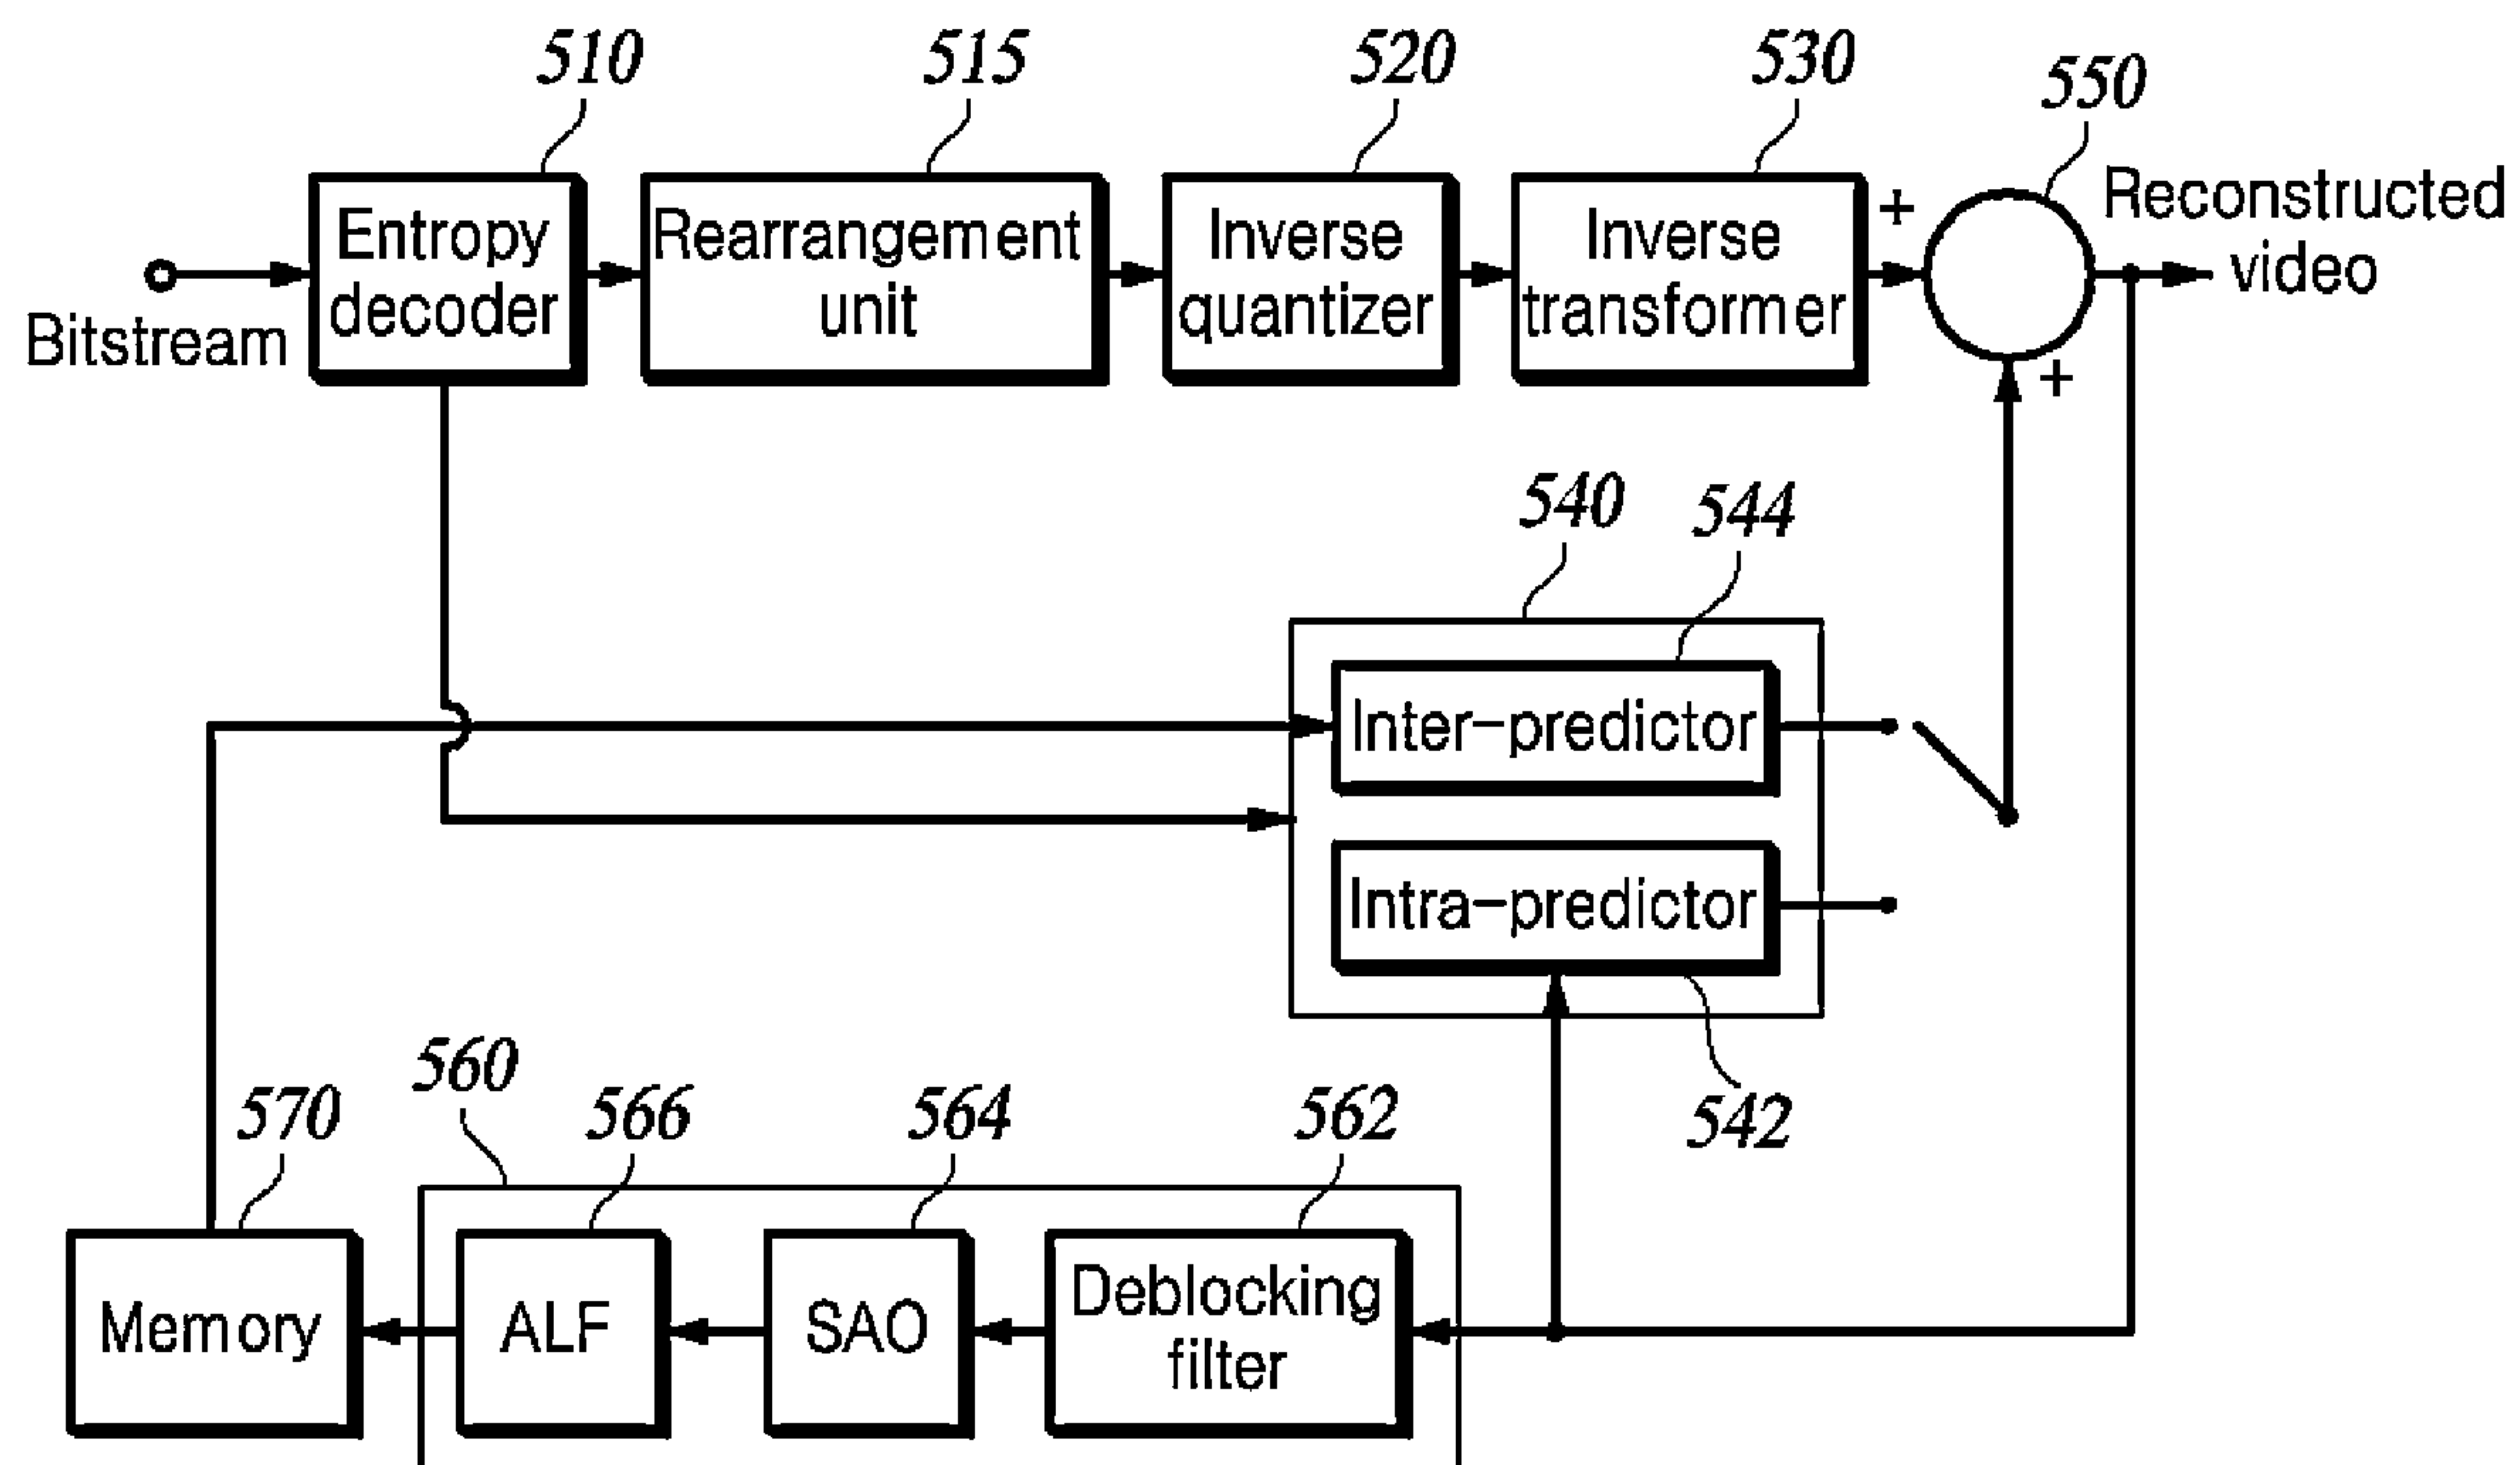 510
515
520
530
550
Entropy
decoder
Rearrangement
unit
Inverse
quantizer
Inverse
transformer
+
Reconstructed
video
Bitstream
+
540
544
Inter-predictor
Intra-predictor
542
560
570
566
564
562
Memory
ALF
SAO
Deblocking
filter